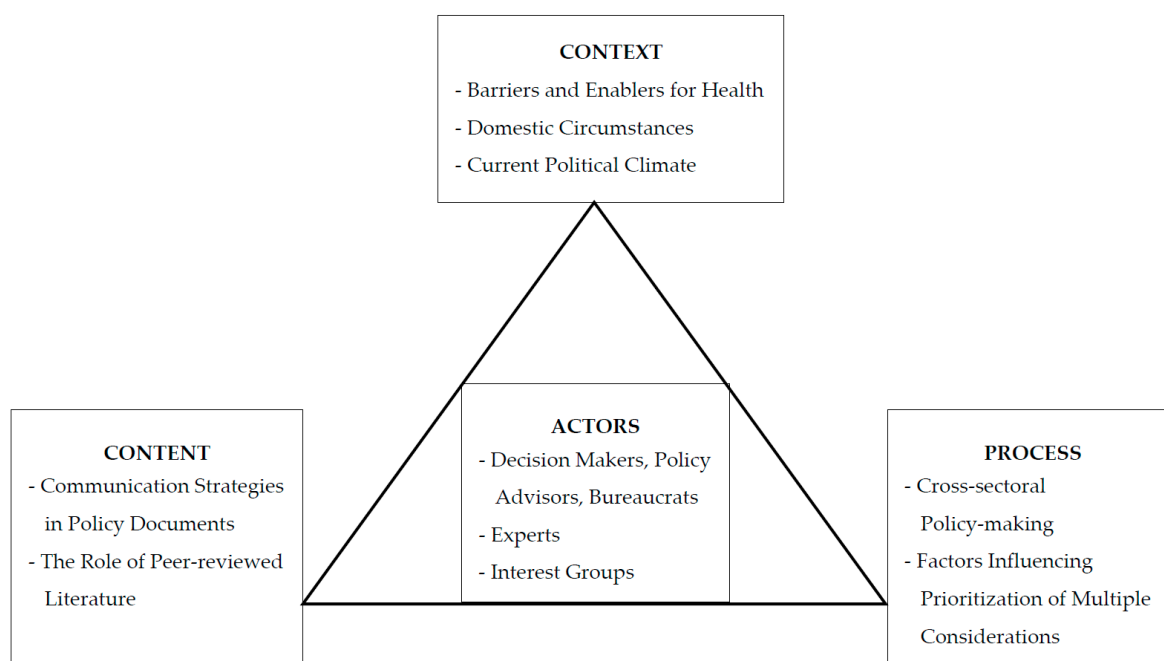 CONTEXT
- Barriers and Enablers for Health
- Domestic Circumstances
- Current Political Climate
CONTENT
- Communication Strategies
in Policy Documents
- The Role of Peer-reviewed
Literature
ACTORS
- Decision Makers, Policy
Advisors, Bureaucrats
- Experts
- Interest Groups
PROCESS
- Cross-sectoral
Policy-making
- Factors Influencing
Prioritization of Multiple
Considerations